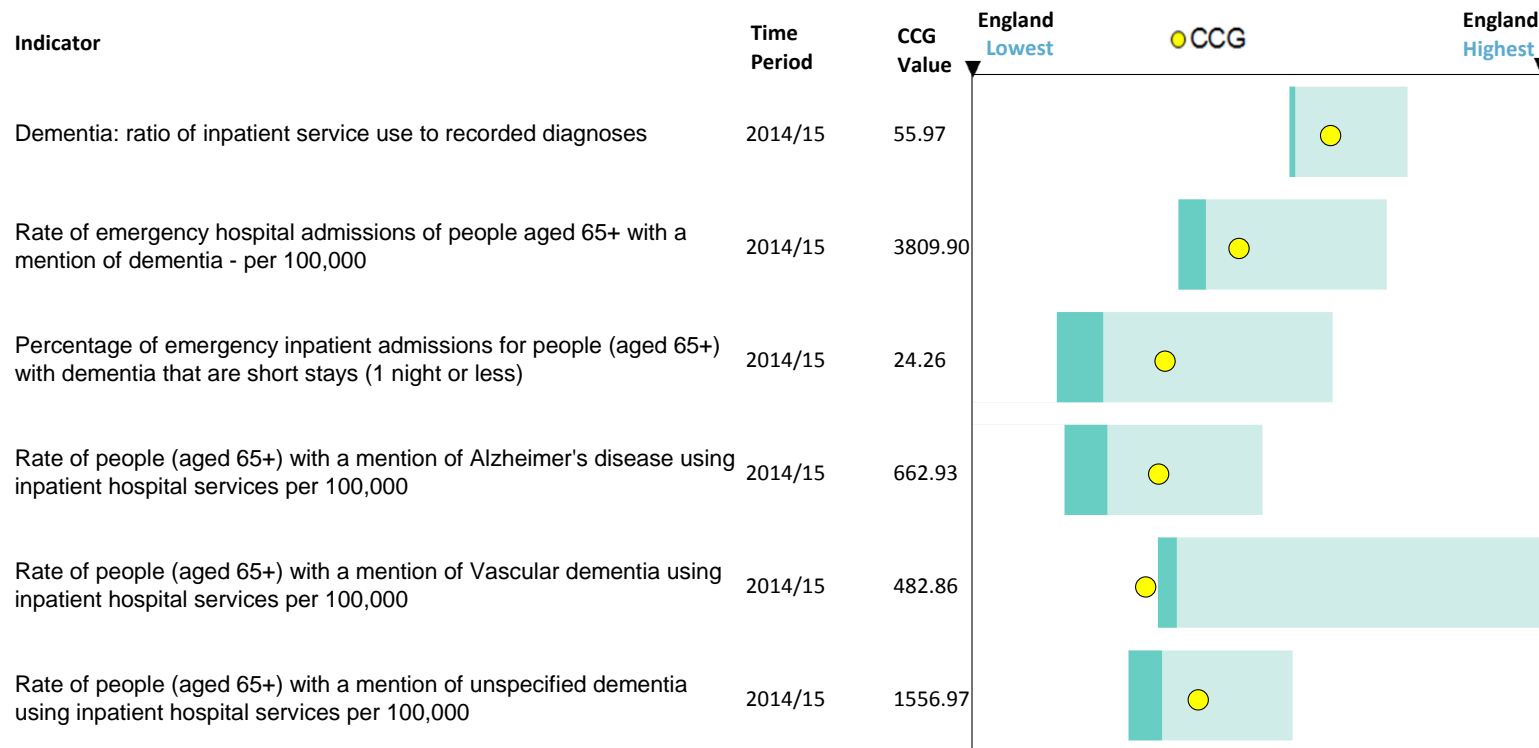 Indicator
Time Period
CCG Value
England Lowest
CCG
England Highest
Dementia: ratio of inpatient service use to recorded diagnoses
2014/15
55.97
Rate of emergency hospital admissions of people aged 65+ with a
mention of dementia - per 100,000
2014/15
3809.90
Percentage of emergency inpatient admissions for people (aged 65+)
with dementia that are short stays (1 night or less)
2014/15
24.26
Rate of people (aged 65+) with a mention of Alzheimer's disease using
inpatient hospital services per 100,000
2014/15
662.93
Rate of people (aged 65+) with a mention of Vascular dementia using
inpatient hospital services per 100,000
2014/15
482.86
Rate of people (aged 65+) with a mention of unspecified dementia
using inpatient hospital services per 100,000
2014/15
1556.97